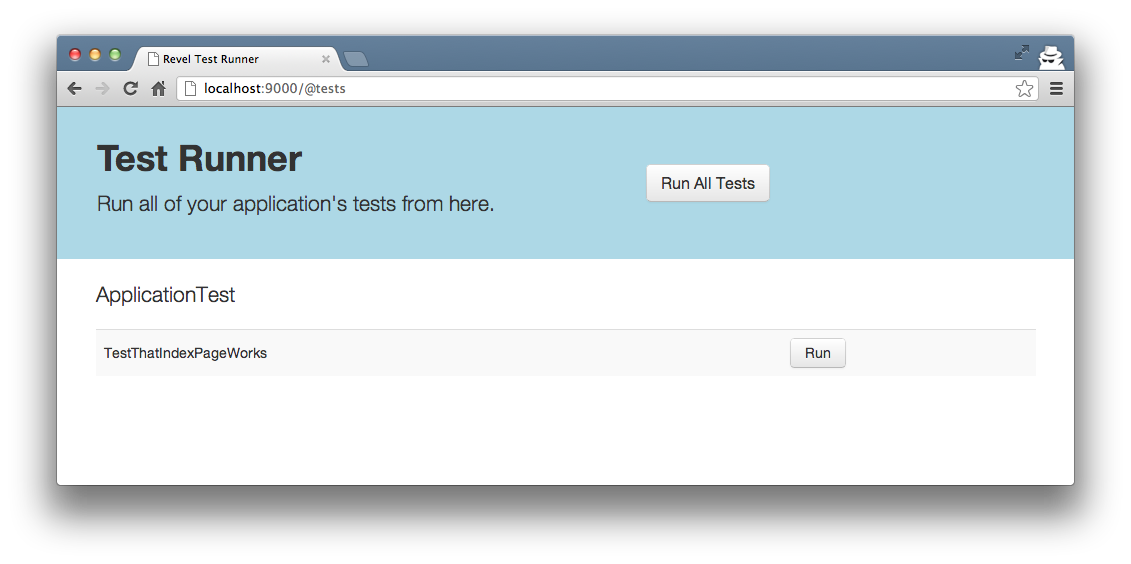 Revel Test Runner
localhost:9000/@tests
Test Runner
Run all of your application's tests from here.
Run All Tests
ApplicationTest
TestThatIndexPageWorks
Run